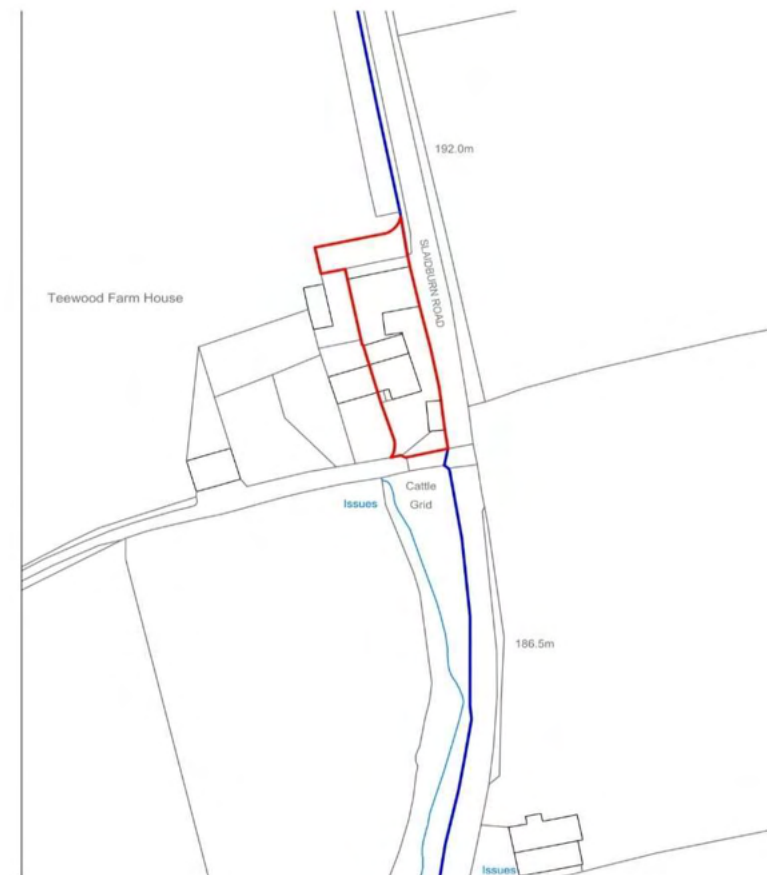 192.0m
SLAIDBURN ROAD
Teewood Farm House
Cattle
Grid
Issues
186.5m
Issues